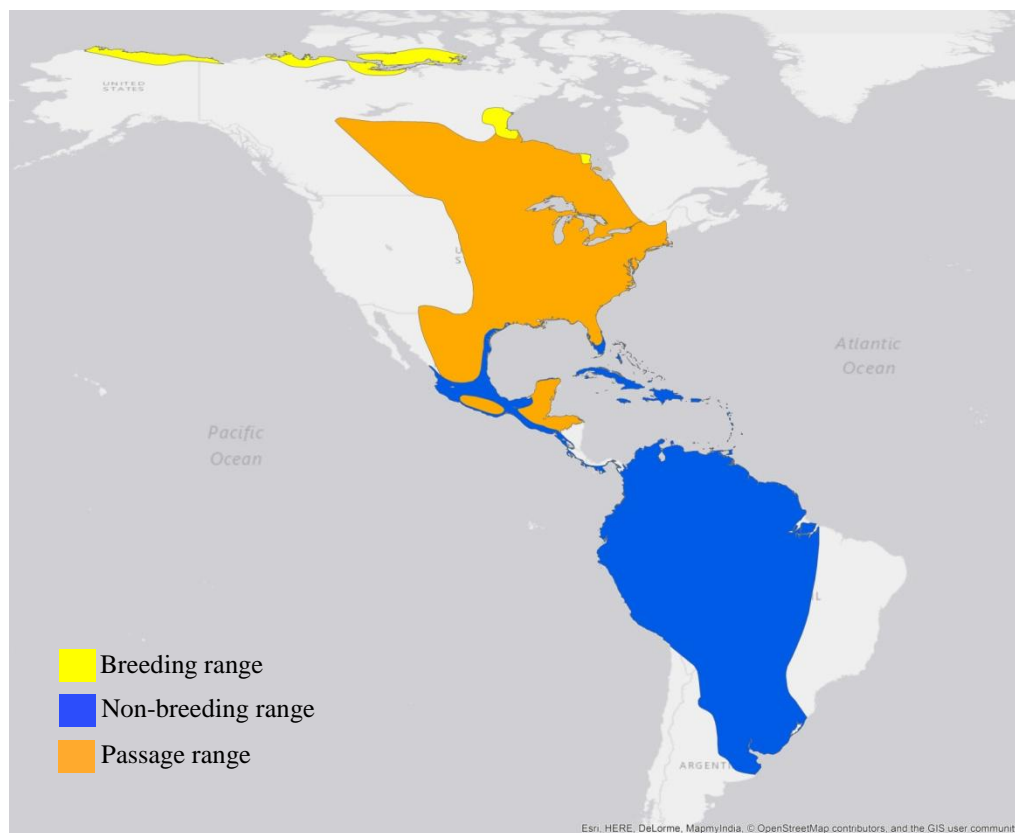 UNITED
STATES
U
S
Atlantic
Ocean
Pacific
Ocean
IL
Breeding range
Non-breeding range
Passage range
ARGENT
Esri, HERE, DeLorme, MapmyIndia, © OpenStreetMap contributors, and the GIS user communit